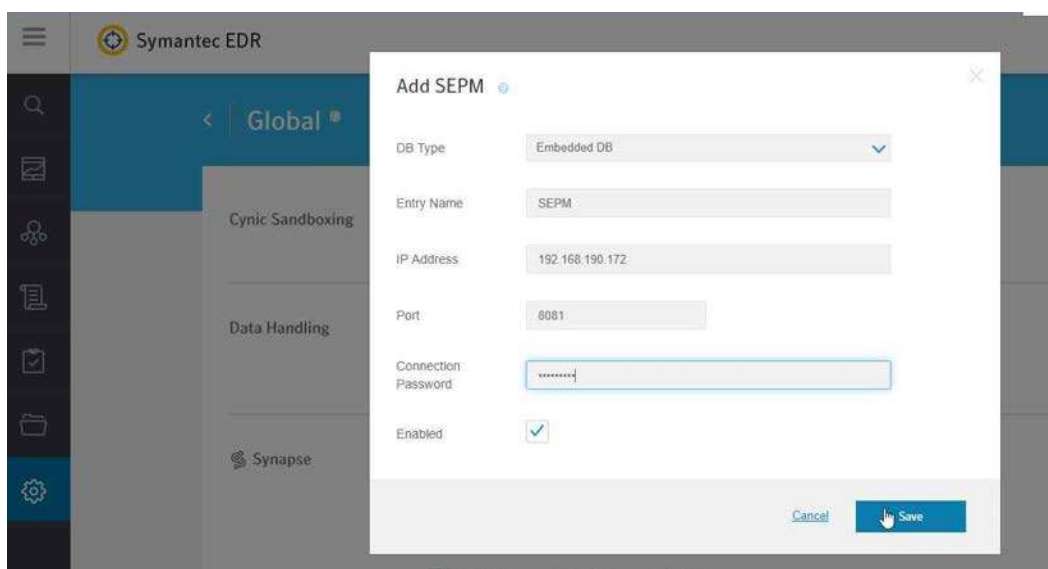 Symantec EDR
Add SEPM
Global
DB Type
Embedded DB
Entry Name
SEPM
Cynic Sandboxing
IP Address
192.168.190.172
Port
8081
Data Handling
Connection
Password
•••••••••
Enabled
Synapse
Cancel
Save